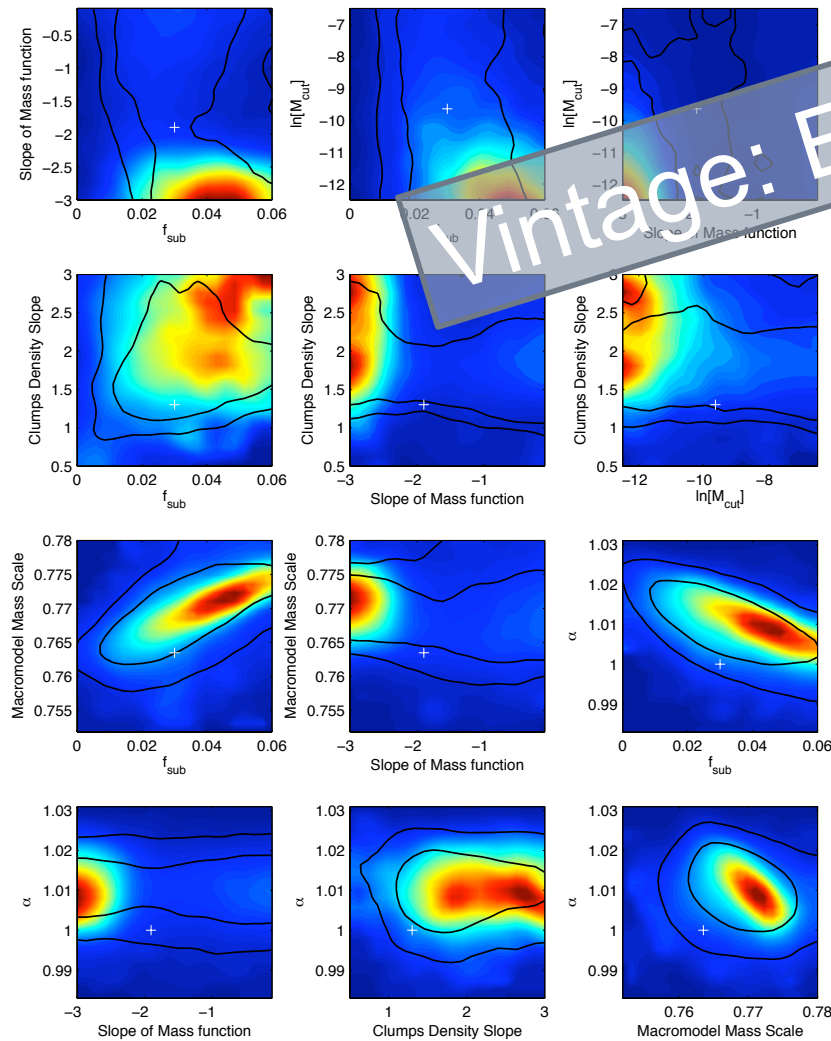 -0.5
-1
-1.5
-2
-2.5
-3
0 0.02 0.04 0.06
Slope of Mass function
f_sub
-7
-8
-9
-10
-11
-12
0 0.02 0.04 0.06
ln[M_cut]
sub
-7
-8
-9
-10
-11
-12
-1
ln[M_cut]
Slope of Mass function
Vintage: E
3
2.5
2
1.5
1
0.5
0 0.02 0.04 0.06
Clumps Density Slope
f_sub
3
2.5
2
1.5
1
0.5
-3 -2 -1
Clumps Density Slope
Slope of Mass function
3
2.5
2
1.5
1
0.5
-12 -10 -8
Clumps Density Slope
ln[M_cut]
0.78
0.775
0.77
0.765
0.76
0.755
0 0.02 0.04 0.06
Macromodel Mass Scale
f_sub
0.78
0.775
0.77
0.765
0.76
0.755
-3 -2 -1
Macromodel Mass Scale
Slope of Mass function
1.03
1.02
1.01
1
0.99
0 0.02 0.04 0.06
α
f_sub
1.03
1.02
1.01
1
0.99
-3 -2 -1
α
Slope of Mass function
1.03
1.02
1.01
1
0.99
1 2 3
α
Clumps Density Slope
1.03
1.02
1.01
1
0.99
0.76 0.77 0.78
α
Macromodel Mass Scale